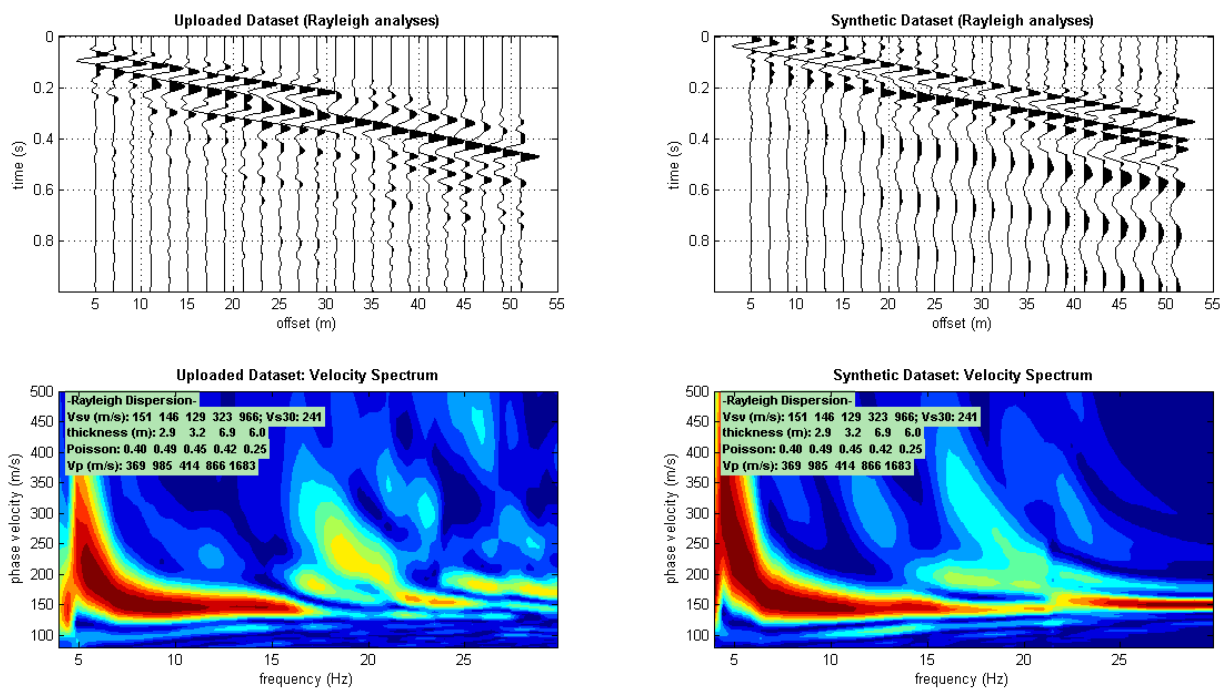 Uploaded Dataset (Rayleigh analyses)
0
0.2
0.4
0.6
0.8
time (s)
5 10 15 20 25 30 35 40 45 50 55
offset (m)
Synthetic Dataset (Rayleigh analyses)
0
0.2
0.4
0.6
0.8
time (s)
5 10 15 20 25 30 35 40 45 50 55
offset (m)
Uploaded Dataset: Velocity Spectrum
-Rayleigh Dispersion-
Vsv (m/s): 151 146 129 323 966; Vs30: 241
thickness (m): 2.9 3.2 6.9 6.0
Poisson: 0.40 0.49 0.45 0.42 0.25
Vp (m/s): 369 985 414 866 1683
500
450
400
350
300
250
200
150
100
phase velocity (m/s)
5 10 15 20 25
frequency (Hz)
Synthetic Dataset: Velocity Spectrum
-Rayleigh Dispersion-
Vsv (m/s): 151 146 129 323 966; Vs30: 241
thickness (m): 2.9 3.2 6.9 6.0
Poisson: 0.40 0.49 0.45 0.42 0.25
Vp (m/s): 369 985 414 866 1683
500
450
400
350
300
250
200
150
100
phase velocity (m/s)
5 10 15 20 25
frequency (Hz)